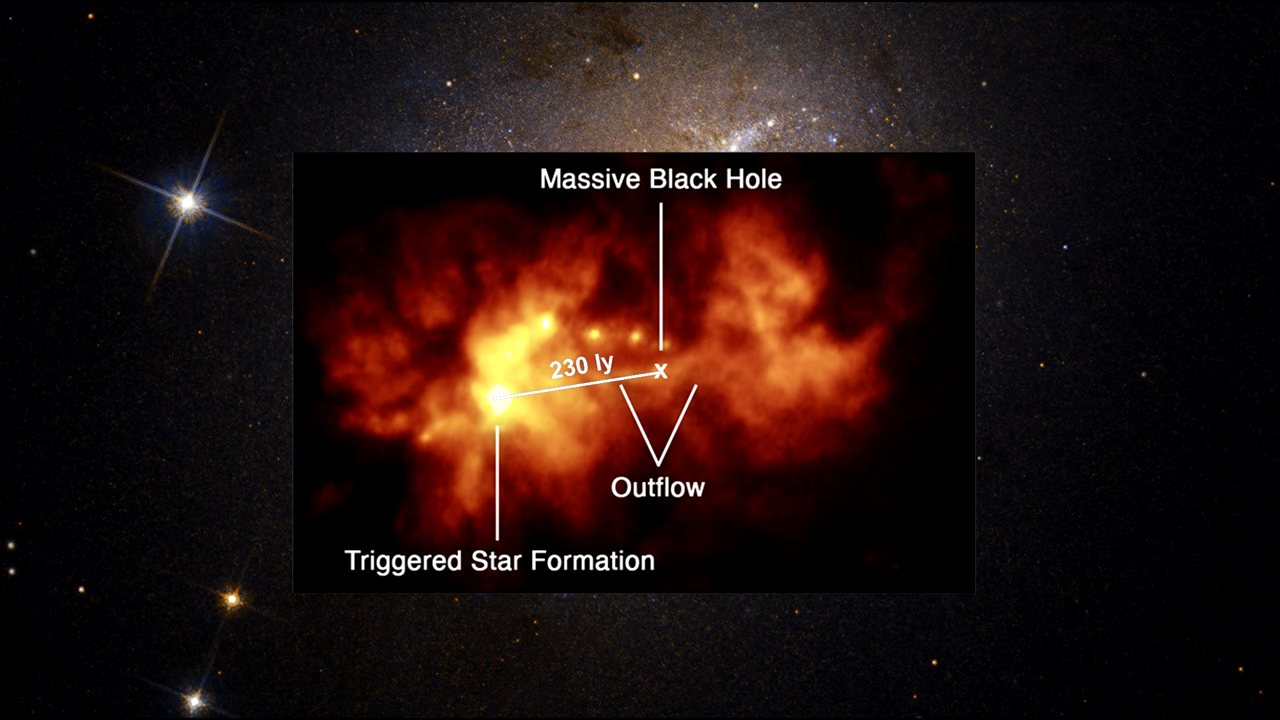 Massive Black Hole
230 ly
x
Outflow
Triggered Star Formation